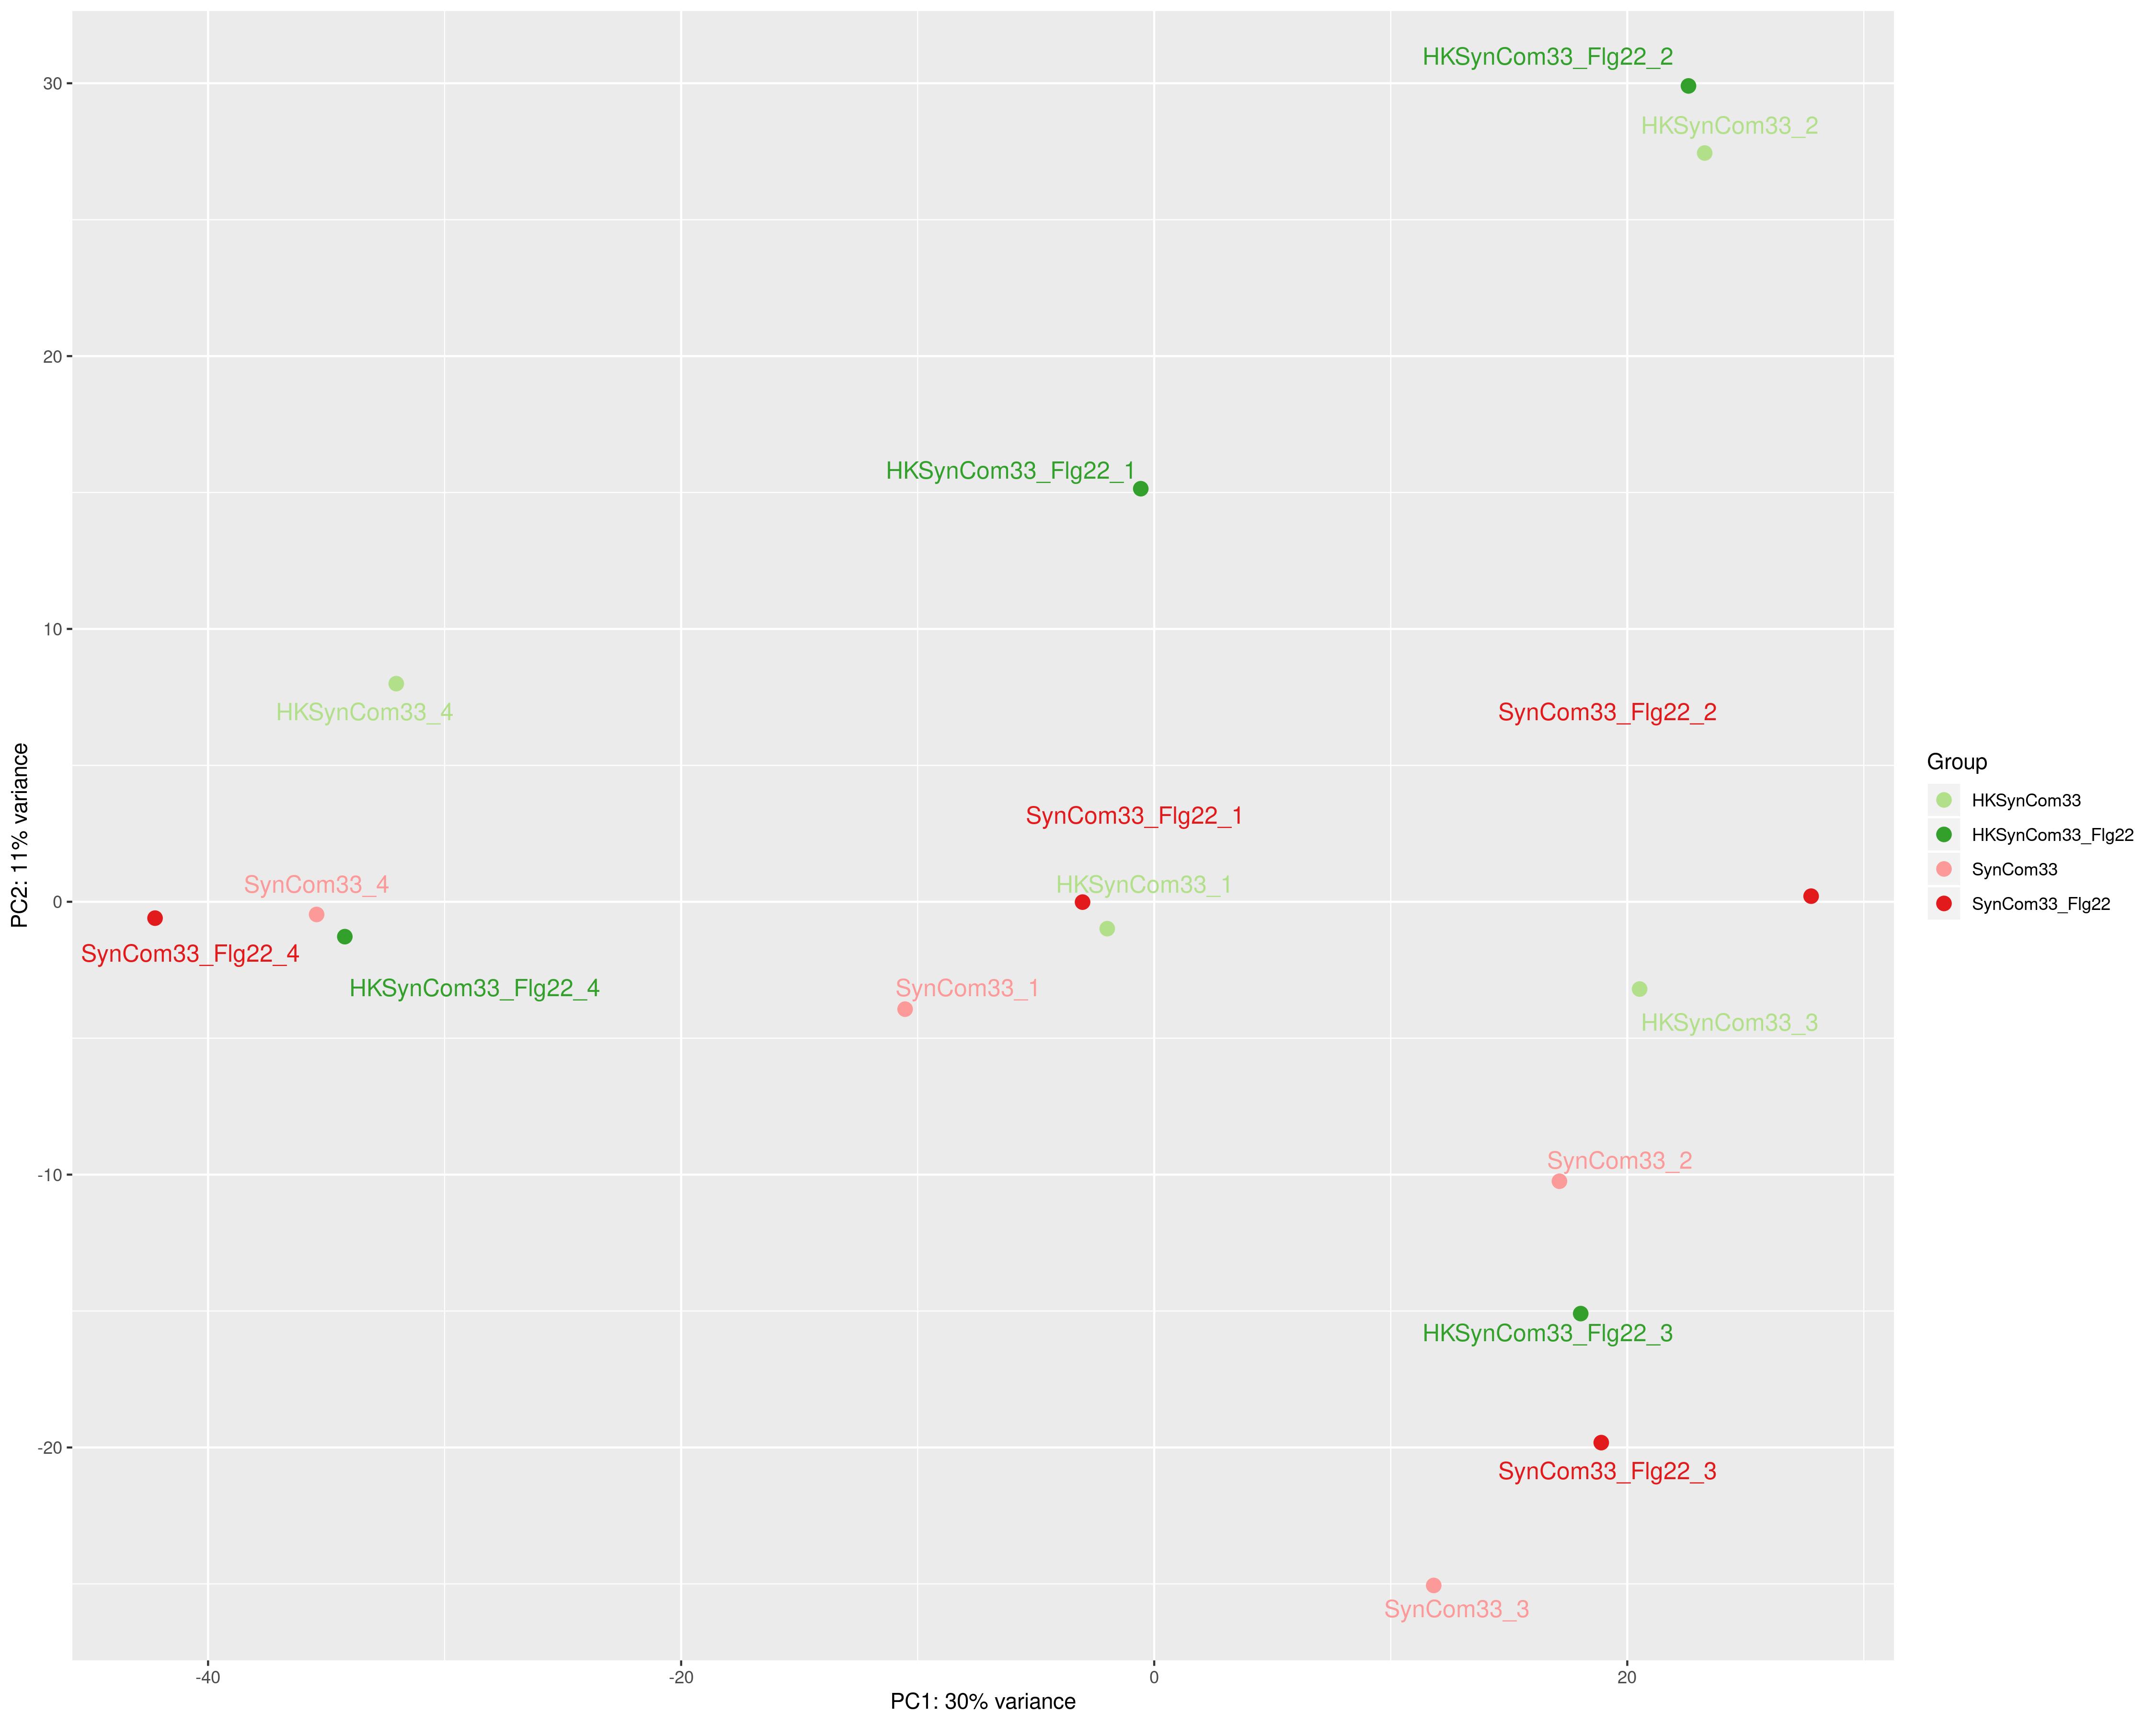 HKSynCom33_Flg22_2
30
HKSynCom33_2
20
HKSynCom33_Flg22_1
10
HKSynCom33_4
SynCom33_Flg22_2
SynCom33_Flg22_1
SynCom33_4
HKSynCom33_1
0
SynCom33_Flg22_4
HKSynCom33_Flg22_4
SynCom33_1
HKSynCom33_3
SynCom33_2
-10
HKSynCom33_Flg22_3
-20
SynCom33_Flg22_3
SynCom33_3
-40
-20
0
20
PC1: 30% variance
PC2: 11% variance
Group
HKSynCom33
HKSynCom33_Flg22
SynCom33
SynCom33_Flg22